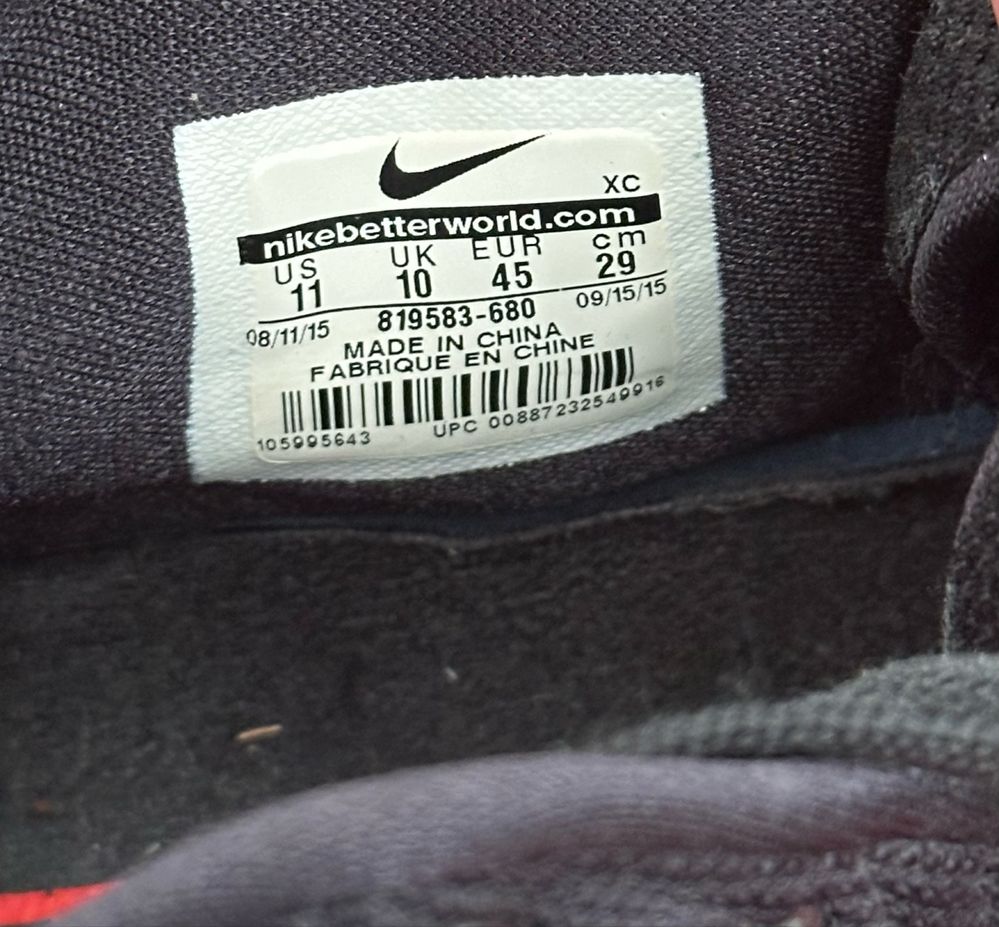 XC
nikebetterworld.com
US UK EUR cm
11 10 45 29
08/11/15 819583-680 09/15/15
MADE IN CHINA
FABRIQUE EN CHINE
105995643 UPC 00887232549916